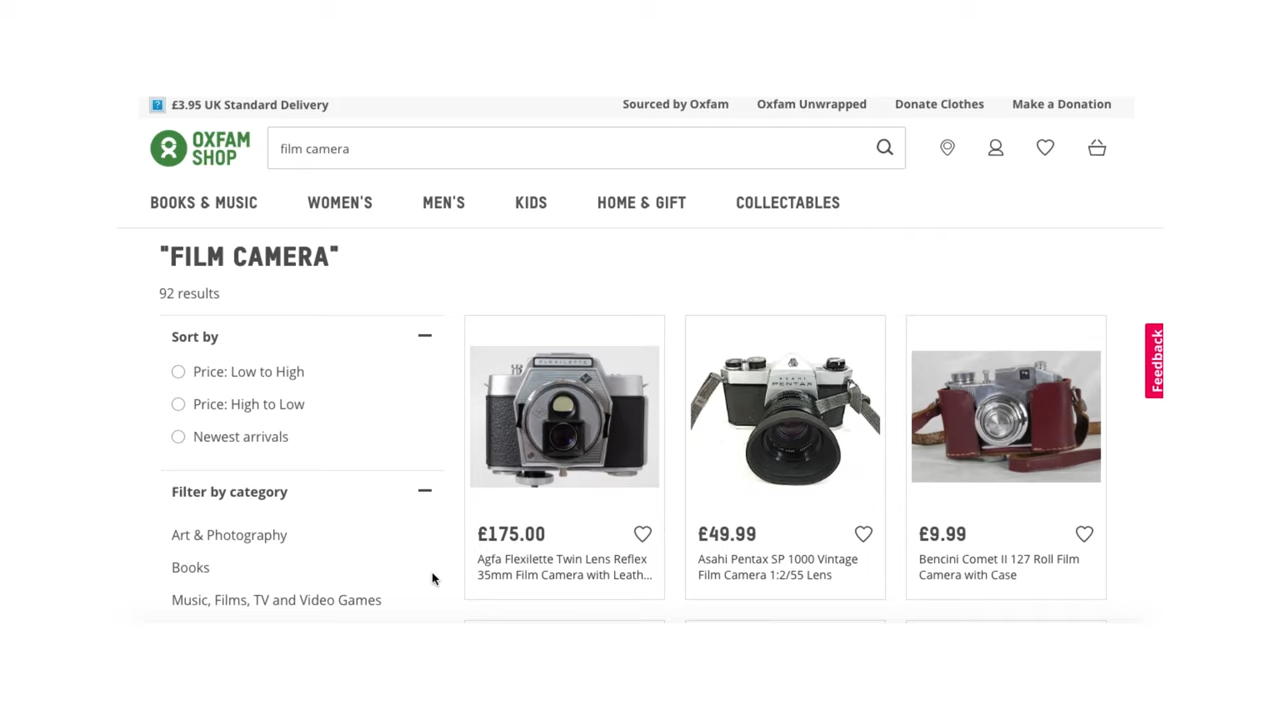 £3.95 UK Standard Delivery
Sourced by Oxfam
Oxfam Unwrapped
Donate Clothes
Make a Donation
OXFAM
SHOP
film camera
BOOKS & MUSIC
WOMEN'S
MEN'S
KIDS
HOME & GIFT
COLLECTABLES
"FILM CAMERA"
92 results
Sort by
Price: Low to High
Price: High to Low
Newest arrivals
Filter by category
Art & Photography
Books
Music, Films, TV and Video Games
FLEXILETTE
£175.00
Agfa Flexilette Twin Lens Reflex
35mm Film Camera with Leath...
ASAHI
PENTAX
£49.99
Asahi Pentax SP 1000 Vintage
Film Camera 1:2/55 Lens
£9.99
Bencini Comet II 127 Roll Film
Camera with Case
Feedback